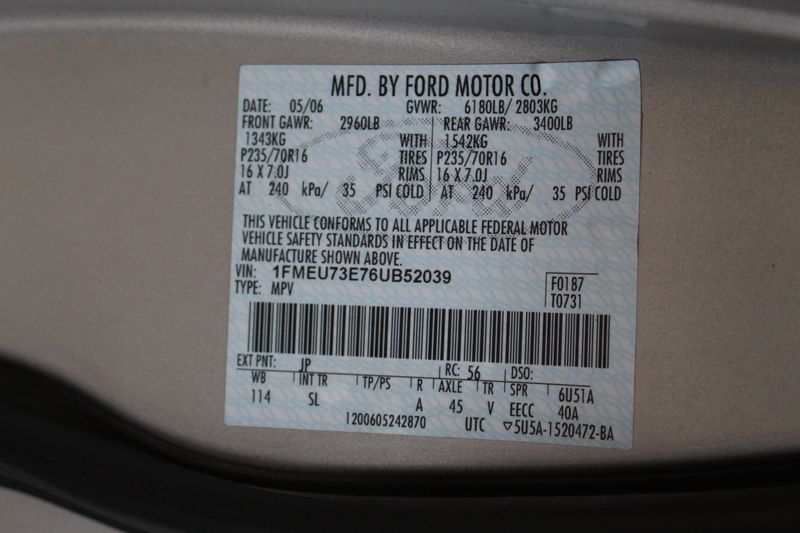 MFD. BY FORD MOTOR CO.
DATE: 05/06 GVWR: 6180LB/ 2803KG
FRONT GAWR: 2960LB REAR GAWR: 3400LB
1343KG WITH 1542KG WITH
P235/70R16 TIRES P235/70R16 TIRES
16 X 7.0J RIMS 16 X 7.0J RIMS
AT 240 kPa/ 35 PSI COLD AT 240 kPa/ 35 PSI COLD
THIS VEHICLE CONFORMS TO ALL APPLICABLE FEDERAL MOTOR
VEHICLE SAFETY STANDARDS IN EFFECT ON THE DATE OF
MANUFACTURE SHOWN ABOVE.
VIN: 1FMEU73E76UB52039 F0187
TYPE: MPV T0731
EXT PNT: JP RC: 56 DSO:
WB INT TR TP/PS R AXLE TR SPR 6U51A
114 SL A 45 V EECC 40A
1200605242870 UTC ▽5U5A-1520472-BA